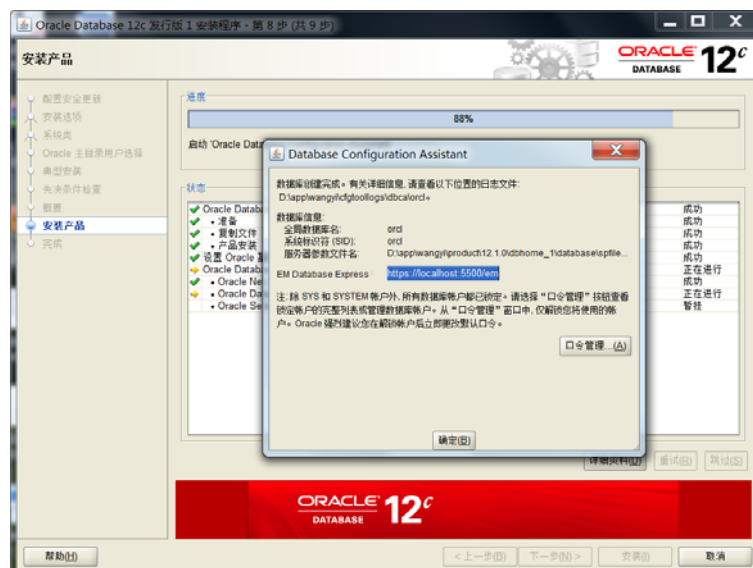 Oracle Database 12c 发行版 1 安装程序 - 第 8 步 (共 9 步)
安装产品
ORACLE
DATABASE
12c
配置安全更新
安装选项
系统类
Oracle 主目录用户选择
典型安装
先决条件检查
概要
安装产品
完成
进度
88%
启动 'Oracle Data
状态
Oracle Databa
准备
复制文件
产品安装
设置 Oracle 基
Oracle Databa
Oracle Ne
Oracle Da
Oracle Se
成功
成功
成功
成功
成功
正在进行
成功
正在进行
暂挂
Database Configuration Assistant
数据库创建完成。有关详细信息, 请查看以下位置的日志文件:
D:\app\wangyi\cfgtoollogs\dbca\orcl。
数据库信息:
全局数据库名: orcl
系统标识符 (SID): orcl
服务器参数文件名: D:\app\wangyi\product\12.1.0\dbhome_1\database\spfile...
EM Database Express https://localhost:5500/em
注: 除 SYS 和 SYSTEM 帐户外, 所有数据库帐户都已锁定。请选择 “口令管理” 按钮查看
锁定帐户的完整列表或管理数据库帐户。从 “口令管理” 窗口中, 仅解锁您将使用的帐
户。Oracle 强烈建议您在解锁帐户后立即更改默认口令。
口令管理...(A)
确定(B)
详细资料(D)
重试(R)
跳过(S)
ORACLE
DATABASE
12c
帮助(H)
< 上一步(B)
下一步(N) >
安装(I)
取消